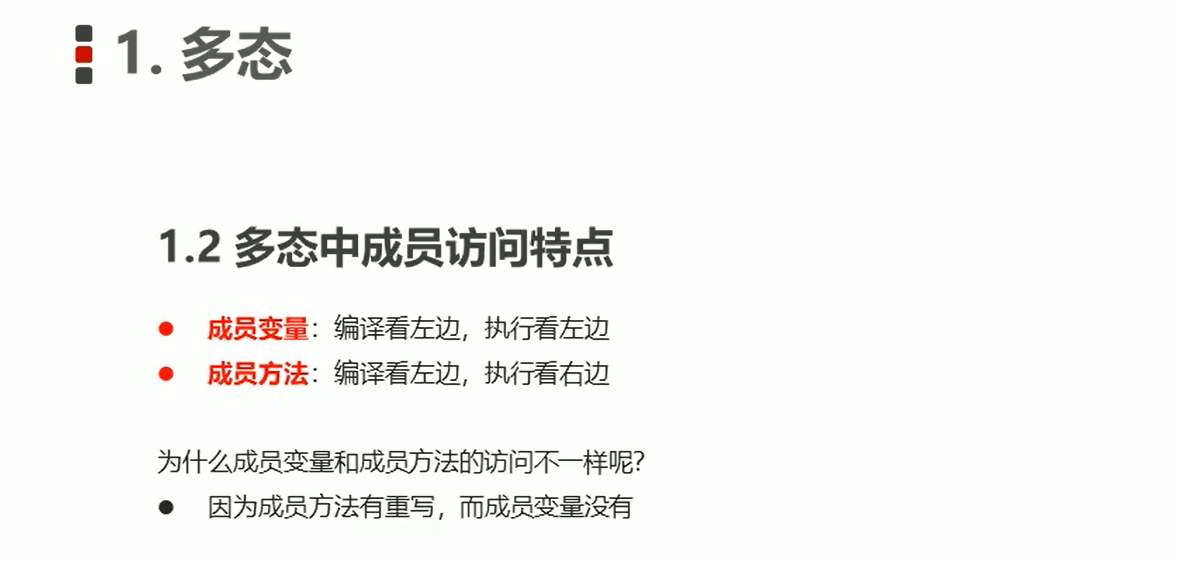 1. 多态
1.2 多态中成员访问特点
成员变量：编译看左边，执行看左边
成员方法：编译看左边，执行看右边
为什么成员变量和成员方法的访问不一样呢?
因为成员方法有重写，而成员变量没有